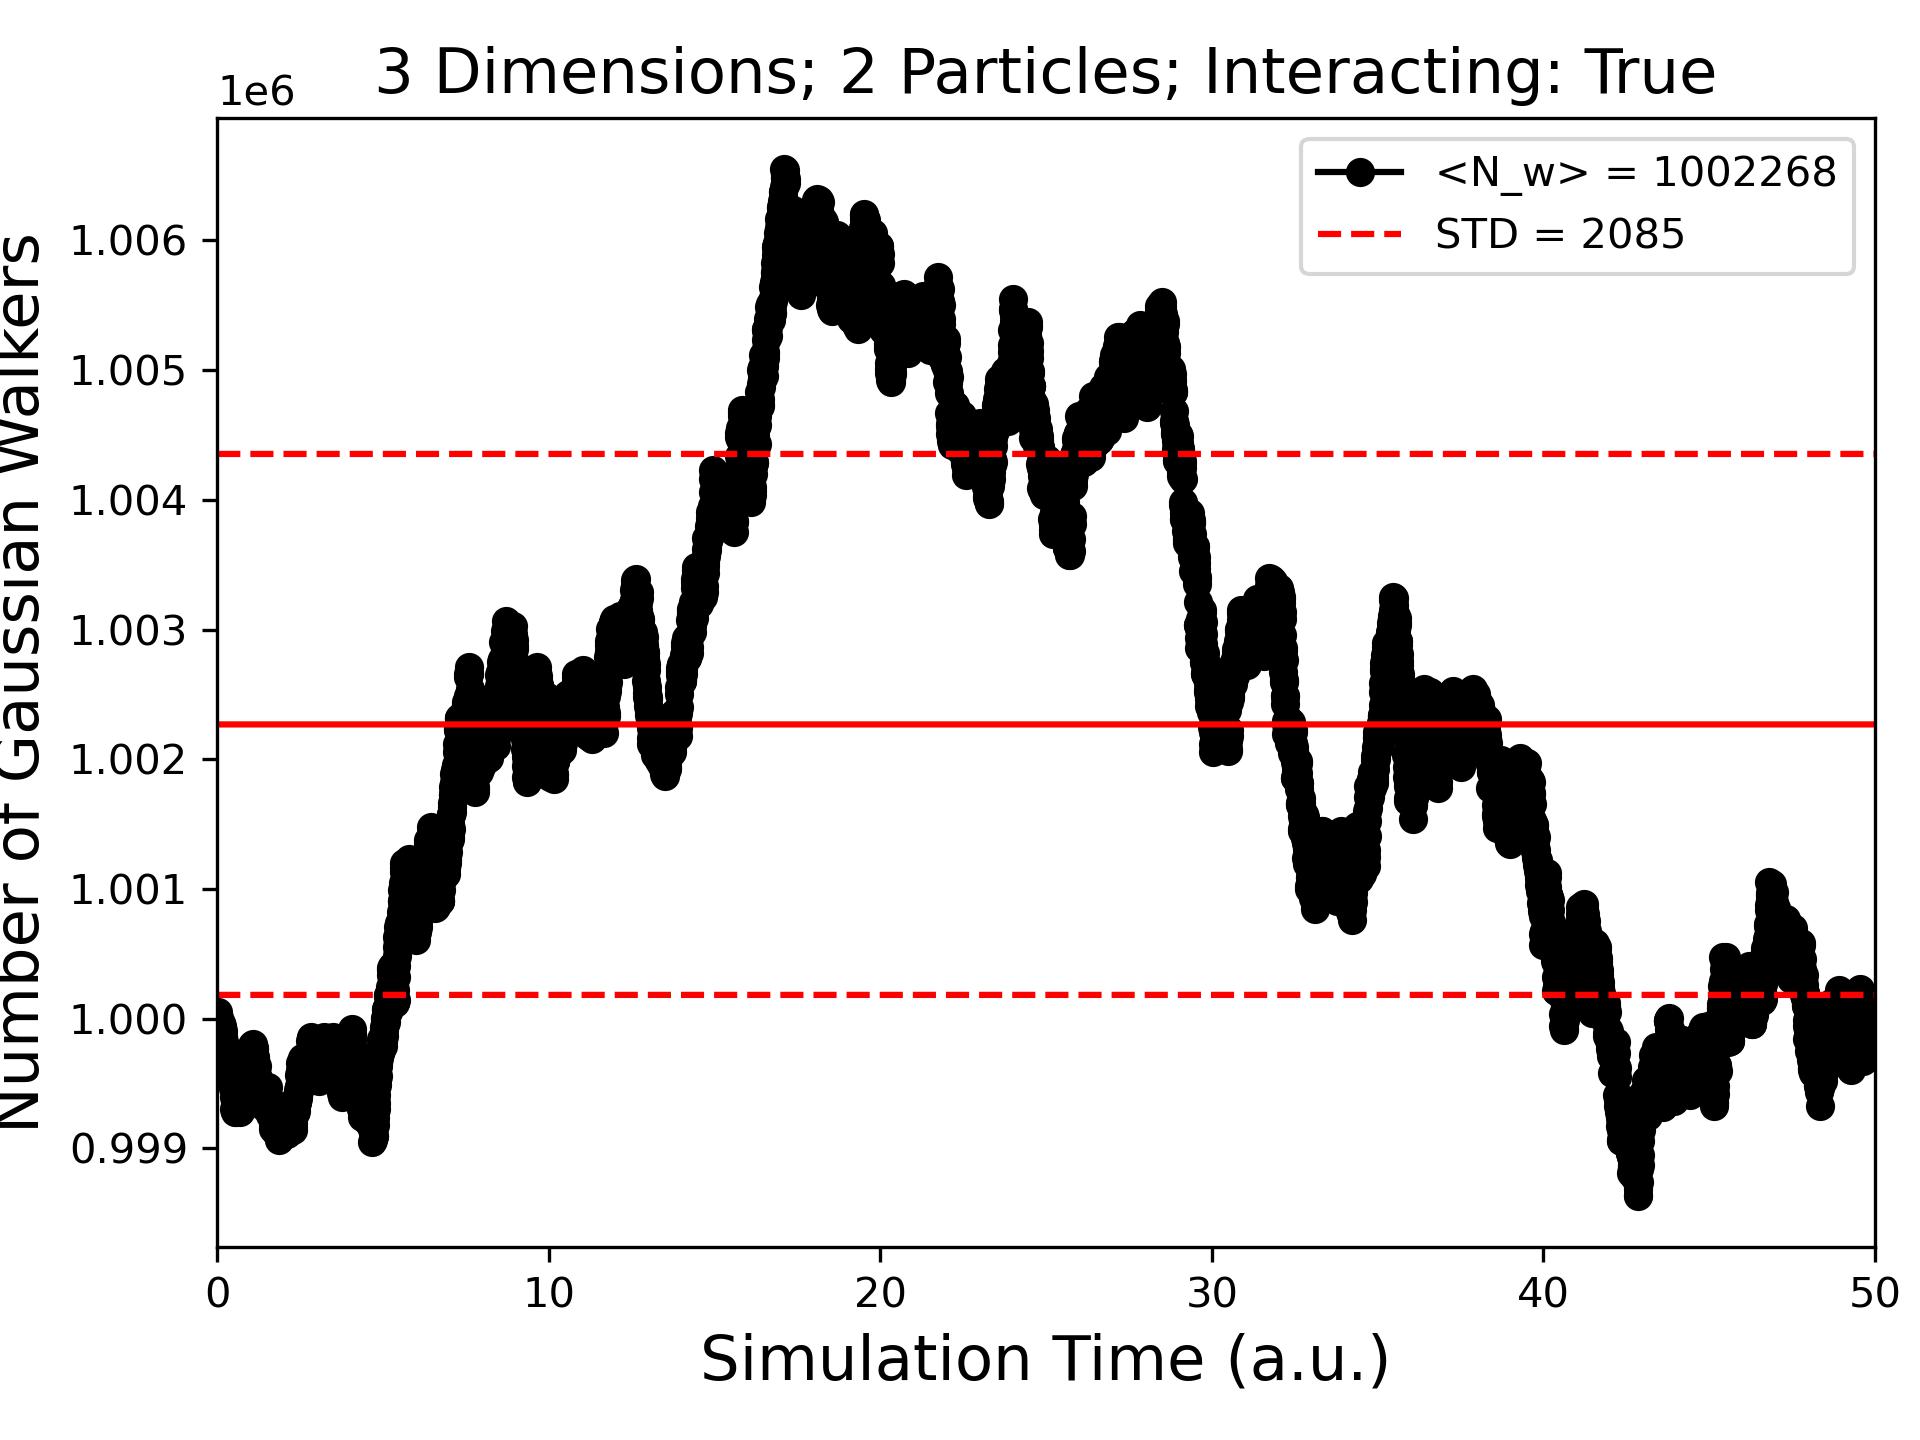 3 Dimensions; 2 Particles; Interacting: True
1e6
<N_w> = 1002268
STD = 2085
1.006
1.005
1.004
1.003
1.002
1.001
1.000
0.999
Number of Gaussian Walkers
0 10 20 30 40 50
Simulation Time (a.u.)